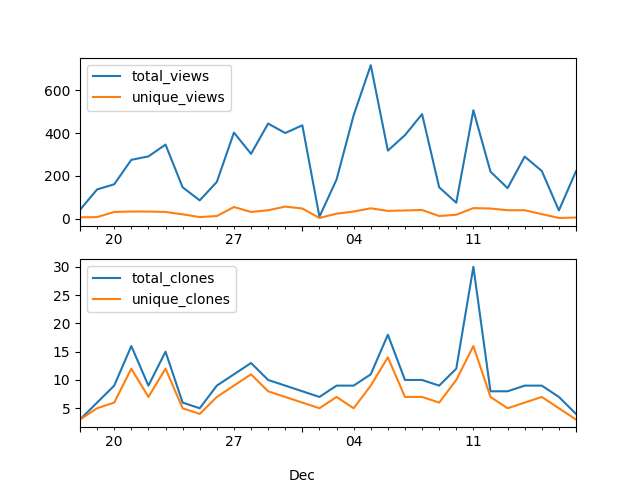 total_views
unique_views
600
400
200
0
20 27 04 11
total_clones
unique_clones
30
25
20
15
10
5
20 27 04 11
Dec